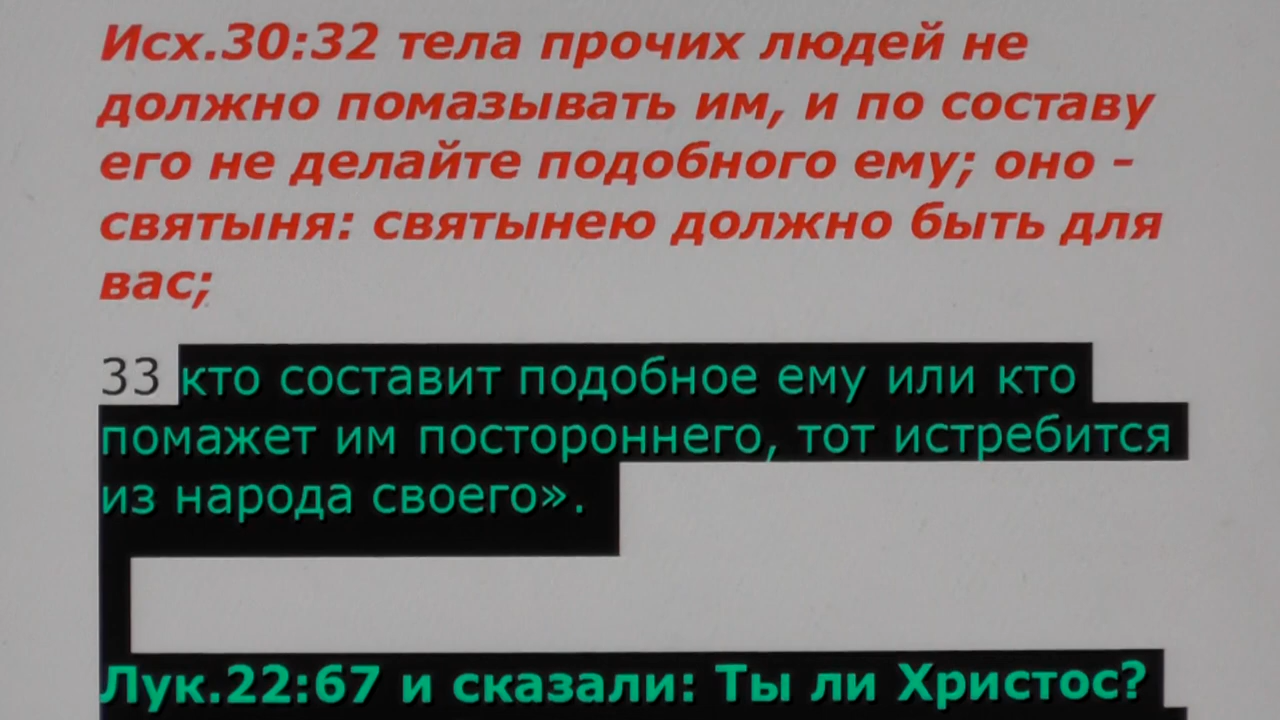 Исх.30:32 тела прочих людей не
должно помазывать им, и по составу
его не делайте подобного ему; оно -
святыня: святынею должно быть для
вас;
33 кто составит подобное ему или кто
помажет им постороннего, тот истребится
из народа своего».
Лук.22:67 и сказали: Ты ли Христос?